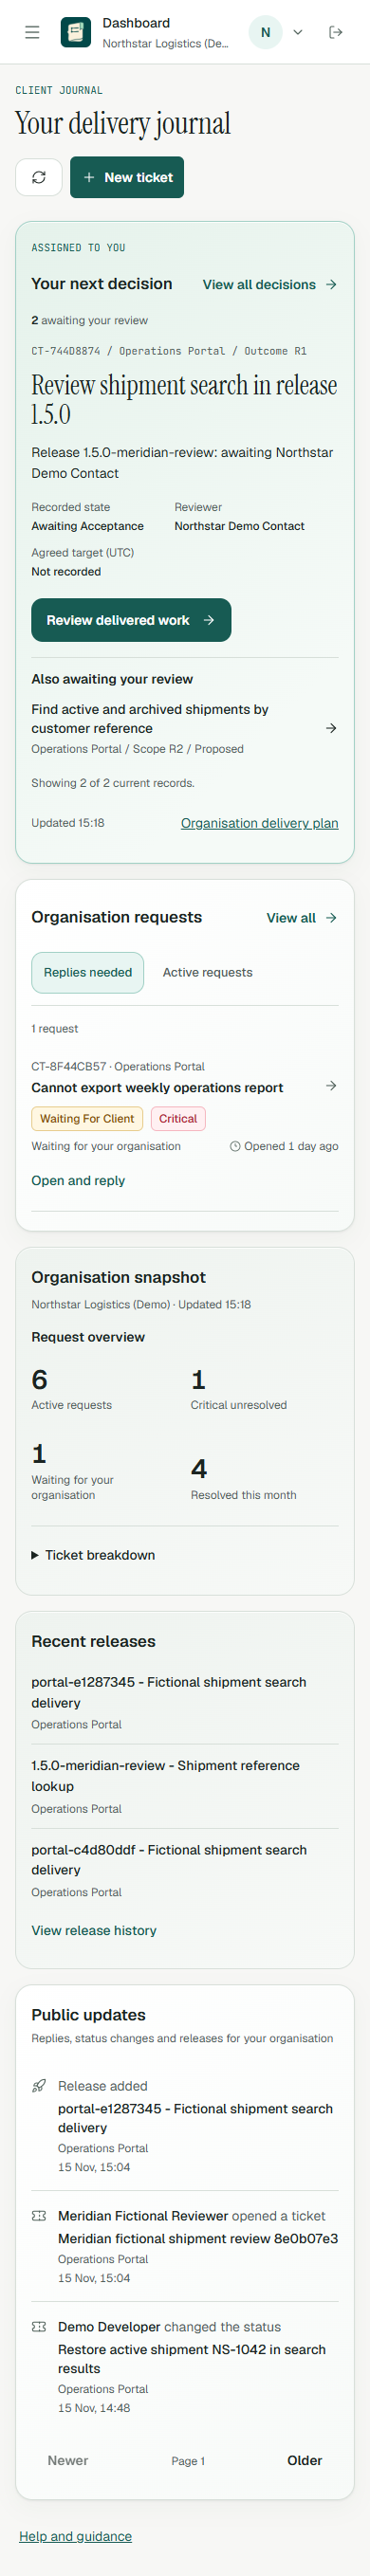 Dashboard
Northstar Logistics (De...
N
CLIENT JOURNAL
Your delivery journal
New ticket
ASSIGNED TO YOU
Your next decision
View all decisions
2 awaiting your review
CT-744D8874 / Operations Portal / Outcome R1
Review shipment search in release
1.5.0
Release 1.5.0-meridian-review: awaiting Northstar
Demo Contact
Recorded state
Reviewer
Awaiting Acceptance
Northstar Demo Contact
Agreed target (UTC)
Not recorded
Review delivered work
Also awaiting your review
Find active and archived shipments by
customer reference
Operations Portal / Scope R2 / Proposed
Showing 2 of 2 current records.
Updated 15:18
Organisation delivery plan
Organisation requests
View all
Replies needed
Active requests
1 request
CT-8F44CB57 · Operations Portal
Cannot export weekly operations report
Waiting For Client
Critical
Waiting for your organisation
Opened 1 day ago
Open and reply
Organisation snapshot
Northstar Logistics (Demo) · Updated 15:18
Request overview
6
Active requests
1
Critical unresolved
1
Waiting for your
organisation
4
Resolved this month
Ticket breakdown
Recent releases
portal-e1287345 - Fictional shipment search
delivery
Operations Portal
1.5.0-meridian-review - Shipment reference
lookup
Operations Portal
portal-c4d80ddf - Fictional shipment search
delivery
Operations Portal
View release history
Public updates
Replies, status changes and releases for your organisation
Release added
portal-e1287345 - Fictional shipment search
delivery
Operations Portal
15 Nov, 15:04
Meridian Fictional Reviewer opened a ticket
Meridian fictional shipment review 8e0b07e3
Operations Portal
15 Nov, 15:04
Demo Developer changed the status
Restore active shipment NS-1042 in search
results
Operations Portal
15 Nov, 14:48
Newer
Page 1
Older
Help and guidance